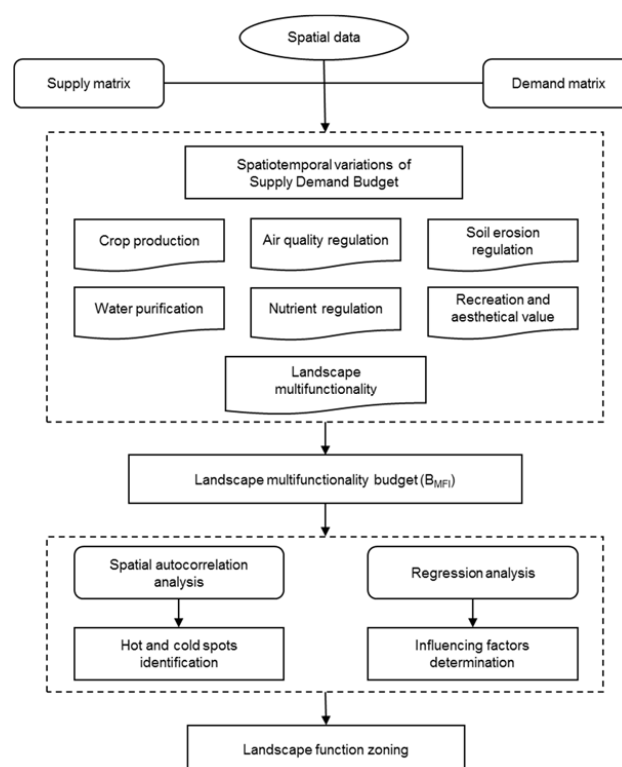 Spatial data
Supply matrix
Demand matrix
Spatiotemporal variations of
Supply Demand Budget
Crop production
Air quality regulation
Soil erosion
regulation
Water purification
Nutrient regulation
Recreation and
aesthetical value
Landscape
multifunctionality
Landscape multifunctionality budget (BMFI)
Spatial autocorrelation
analysis
Regression analysis
Hot and cold spots
identification
Influencing factors
determination
Landscape function zoning